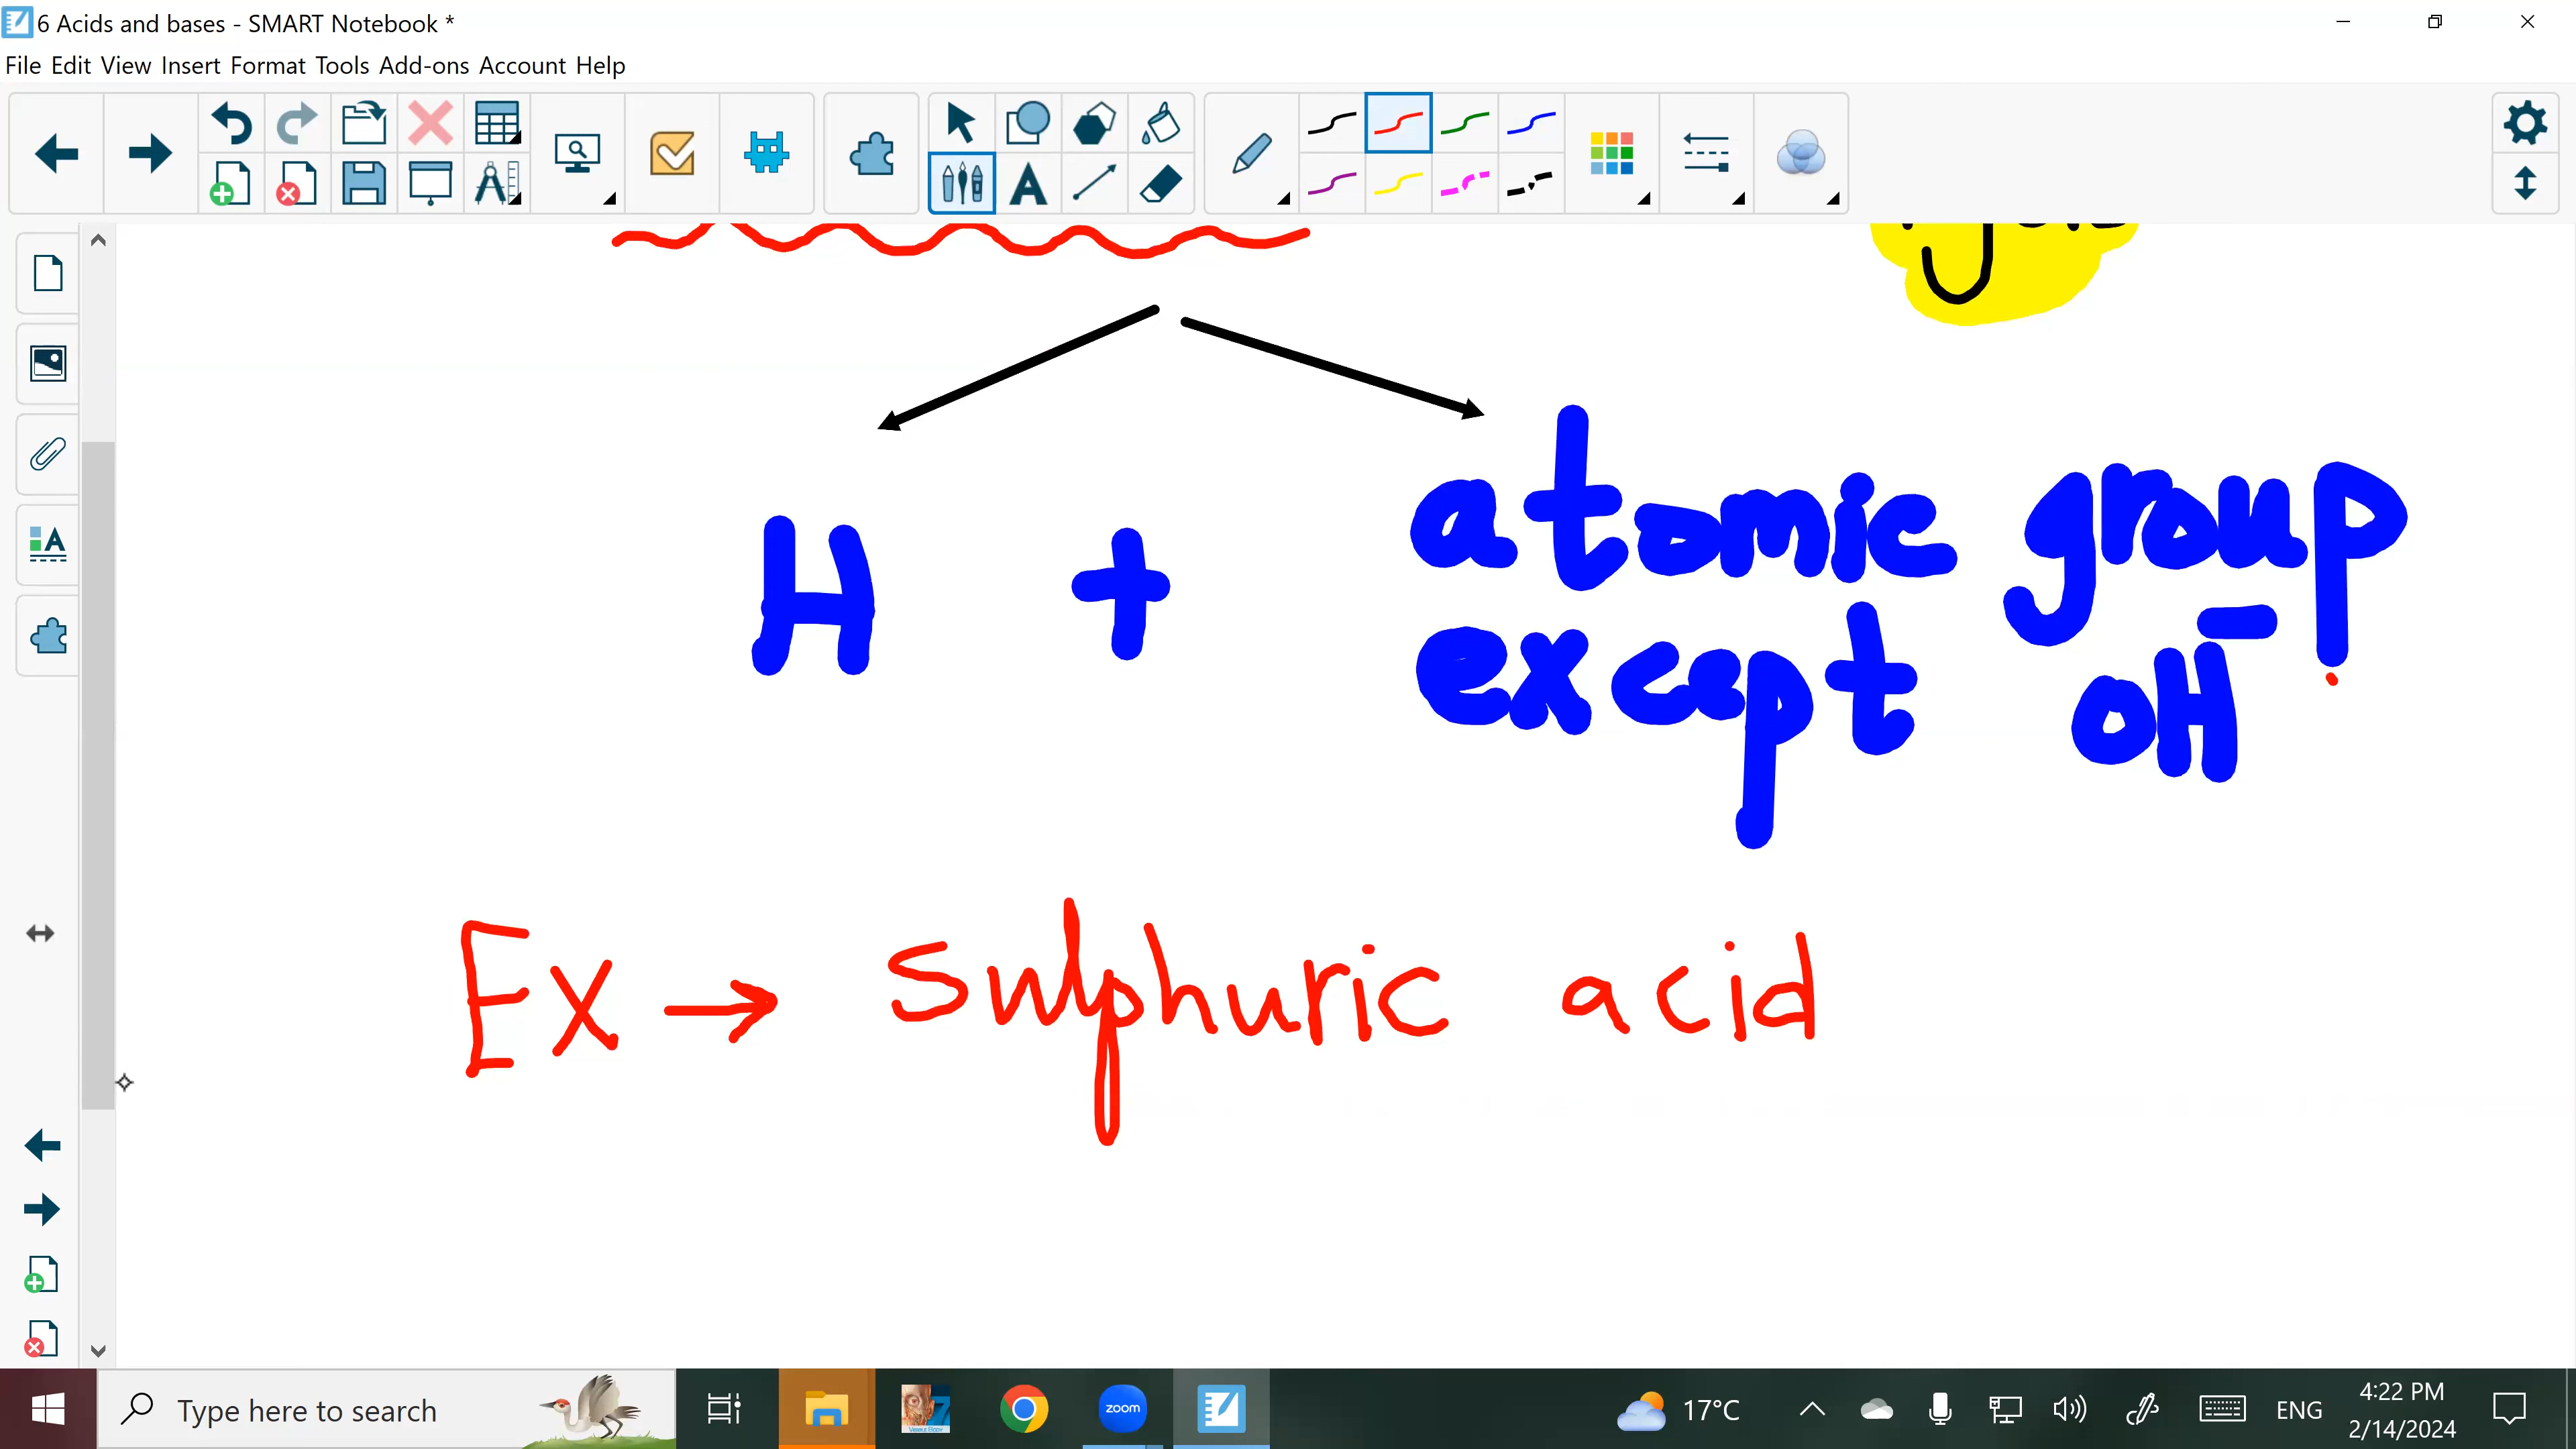 6 Acids and bases - SMART Notebook *
File Edit View Insert Format Tools Add-ons Account Help
H + atomic group
except OH⁻
Ex → Sulphuric acid
Type here to search
zoom
17°C
ENG
4:22 PM
2/14/2024